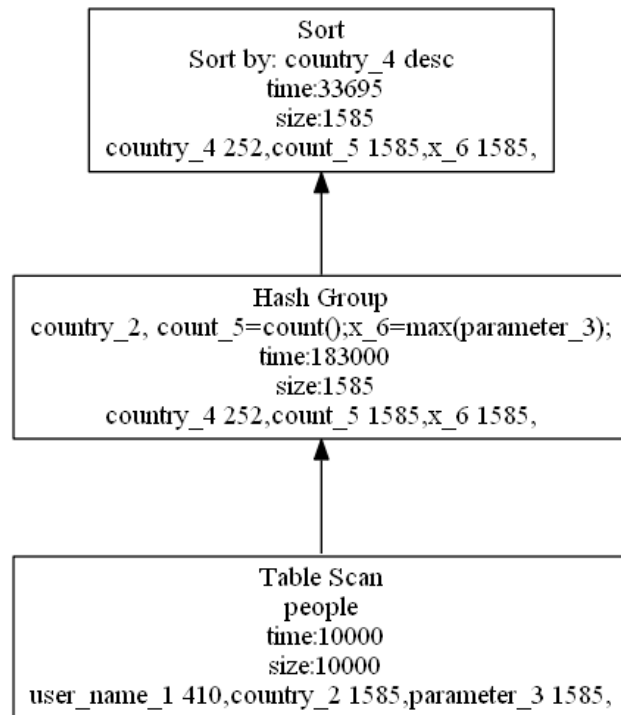 Sort
Sort by: country_4 desc
time:33695
size:1585
country_4 252,count_5 1585,x_6 1585,
Hash Group
country_2, count_5=count();x_6=max(parameter_3);
time:183000
size:1585
country_4 252,count_5 1585,x_6 1585,
Table Scan
people
time:10000
size:10000
user_name_1 410,country_2 1585,parameter_3 1585,